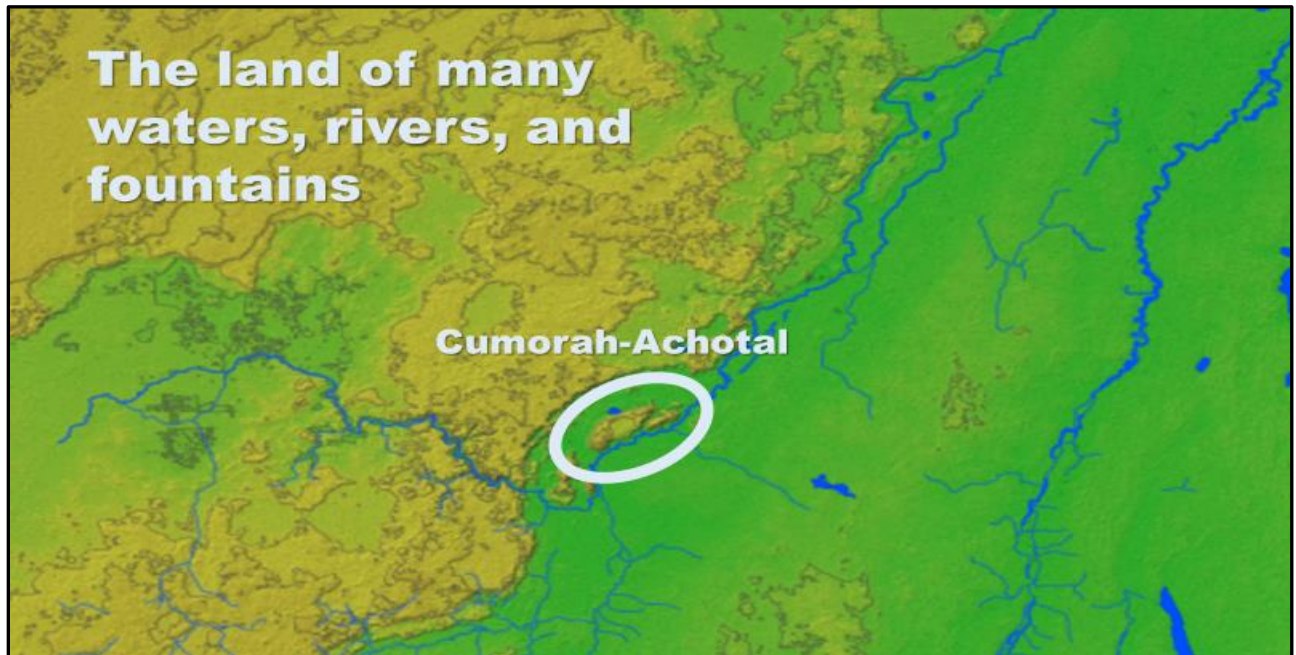 The land of many
waters, rivers, and
fountains
Cumorah-Achotal